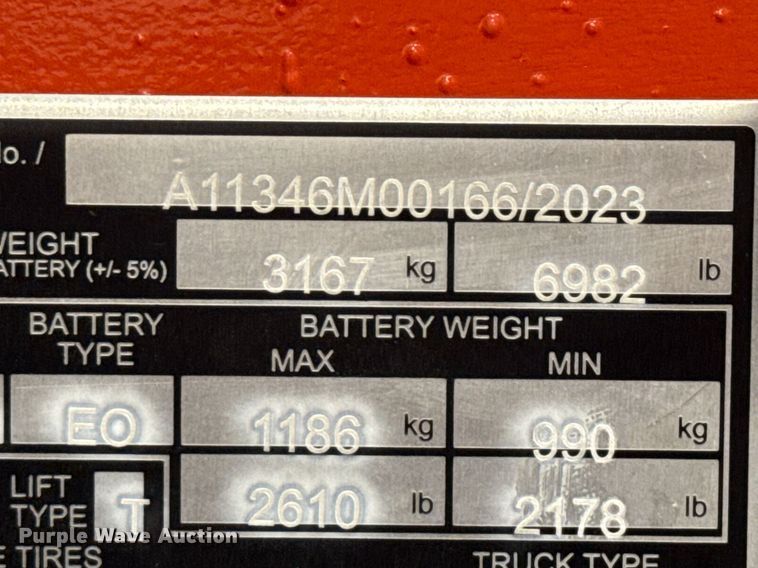 lo. /
A11346M00166/2023
WEIGHT
ATTERY (+/- 5%)
3167 kg
6982 lb
BATTERY TYPE
BATTERY WEIGHT
MAX
MIN
EO
1186 kg
990 kg
LIFT TYPE
T
2610 lb
2178 lb
E TIRES
TRUCK TYPE
Purple Wave Auction